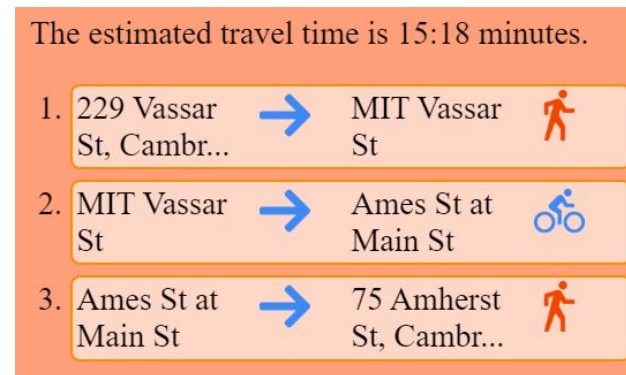 The estimated travel time is 15:18 minutes.
1. 229 Vassar St, Cambr... MIT Vassar St
2. MIT Vassar St Ames St at Main St
3. Ames St at Main St 75 Amherst St, Cambr...